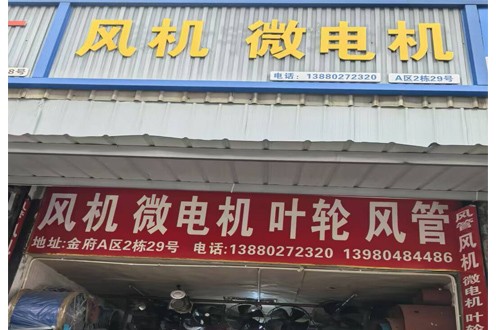 8号
风机 微电机
电话：13880272320 A区2栋29号
风机 微电机 叶轮 风管
地址:金府A区2栋29号 电话:13880272320 13980484486
风管 风机 微电机 叶轮